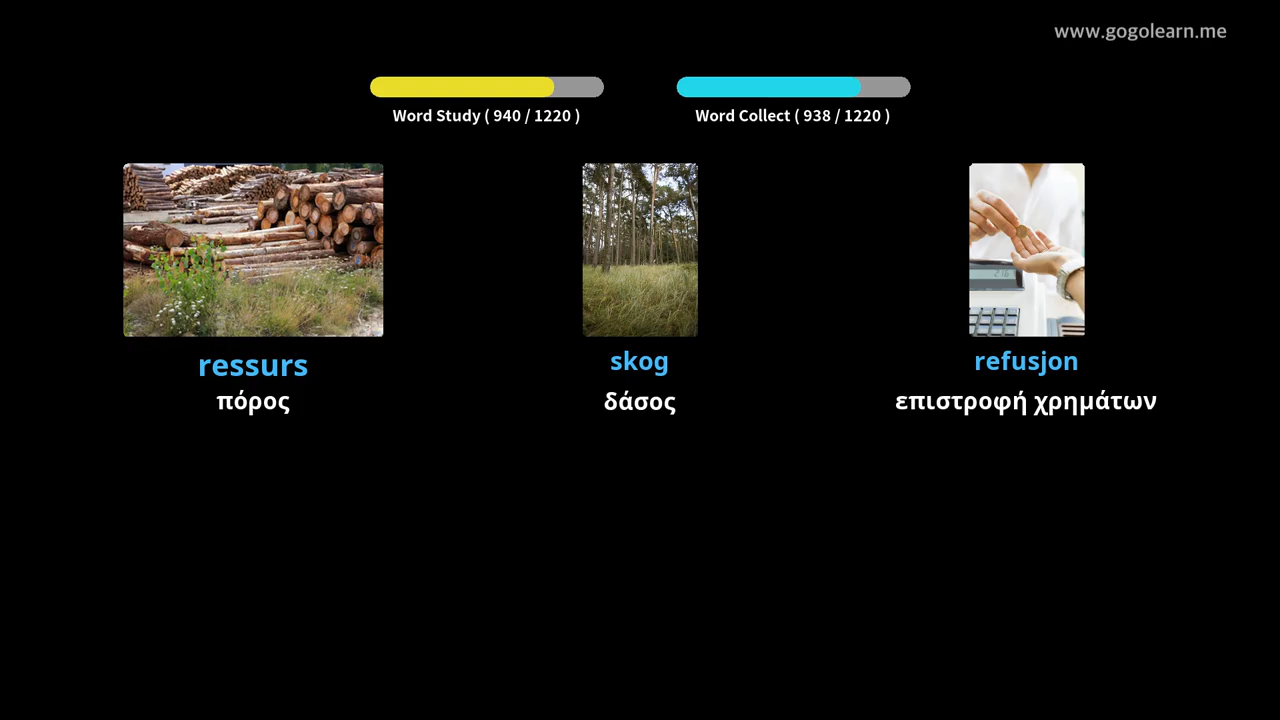 www.gogolearn.me
Word Study ( 940 / 1220 )
Word Collect ( 938 / 1220 )
ressurs
πόρος
skog
δάσος
refusjon
επιστροφή χρημάτων